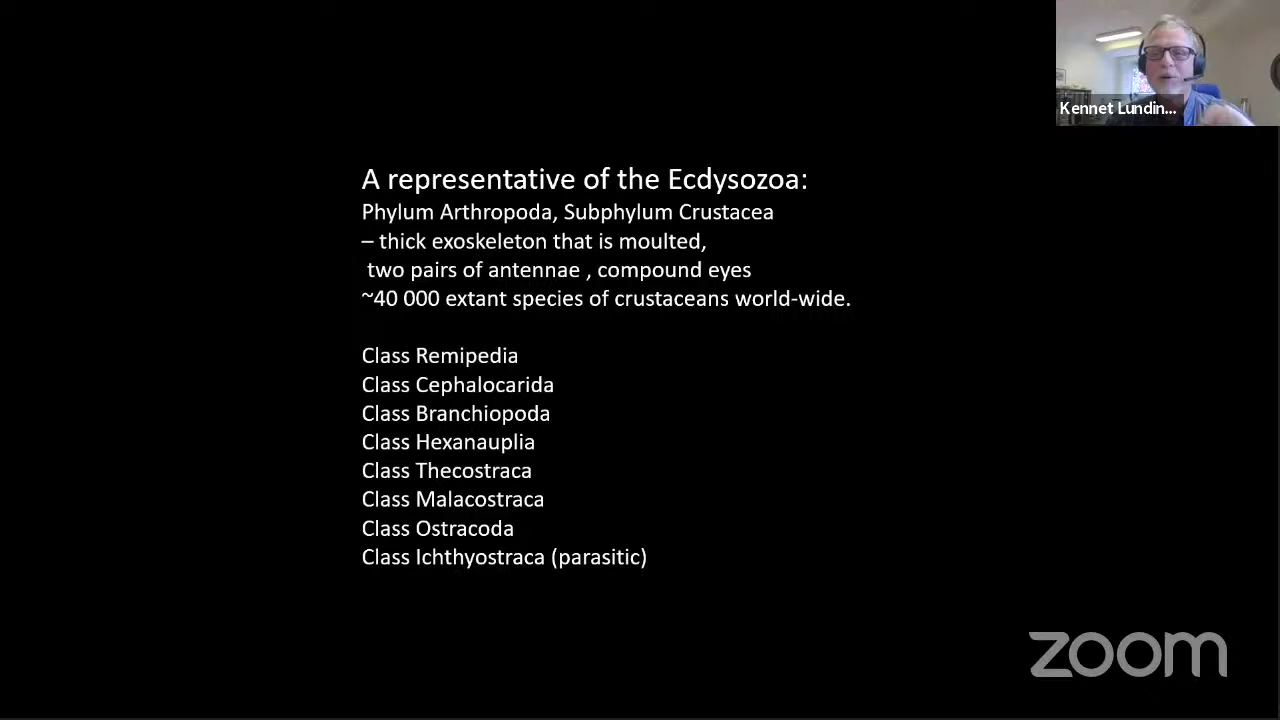 Kennet Lundin...
A representative of the Ecdysozoa:
Phylum Arthropoda, Subphylum Crustacea
– thick exoskeleton that is moulted,
two pairs of antennae , compound eyes
~40 000 extant species of crustaceans world-wide.
Class Remipedia
Class Cephalocarida
Class Branchiopoda
Class Hexanauplia
Class Thecostraca
Class Malacostraca
Class Ostracoda
Class Ichthyostraca (parasitic)
zoom